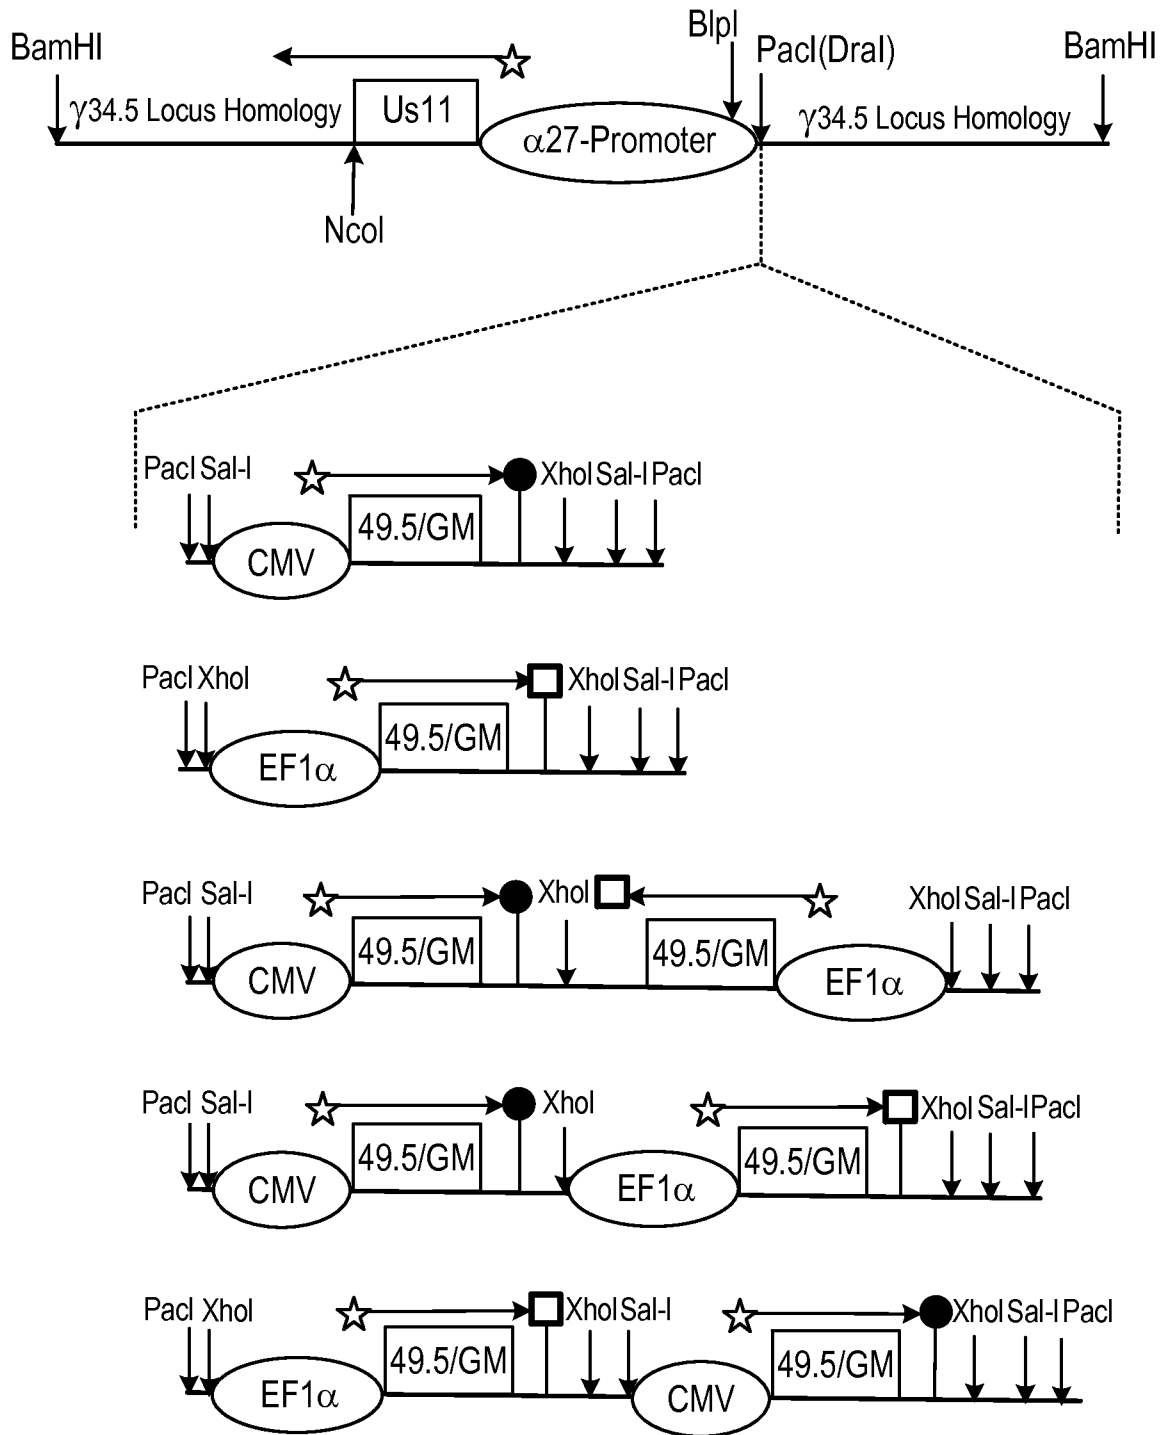 BamHI
BlpI
PacI(DraI)
BamHI
γ34.5 Locus Homology
Us11
α27-Promoter
γ34.5 Locus Homology
NcoI
PacI Sal-I
XhoI Sal-I PacI
49.5/GM
CMV
PacI XhoI
XhoI Sal-I PacI
49.5/GM
EF1α
PacI Sal-I
XhoI
XhoI Sal-I PacI
49.5/GM
49.5/GM
CMV
EF1α
PacI Sal-I
XhoI
XhoI Sal-I PacI
49.5/GM
49.5/GM
CMV
EF1α
PacI XhoI
XhoI Sal-I
XhoI Sal-I PacI
49.5/GM
49.5/GM
EF1α
CMV